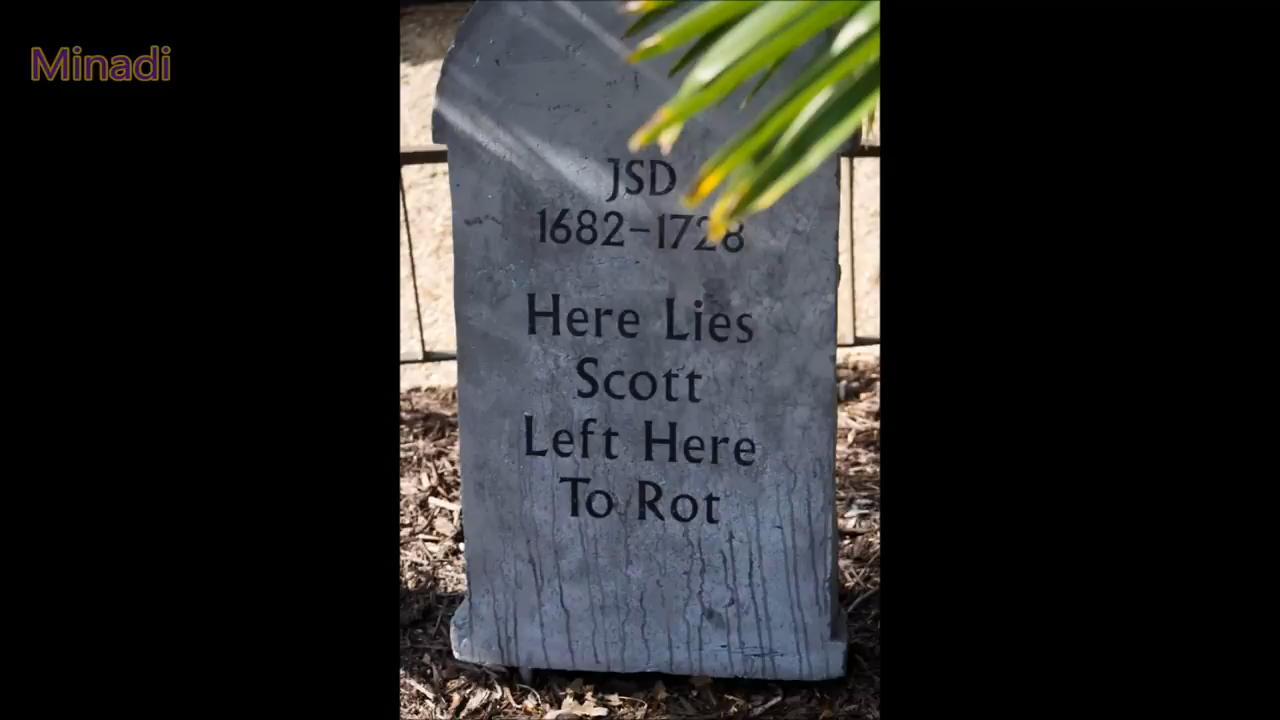 Minadi
JSD
1682-1728
Here Lies
Scott
Left Here
To Rot